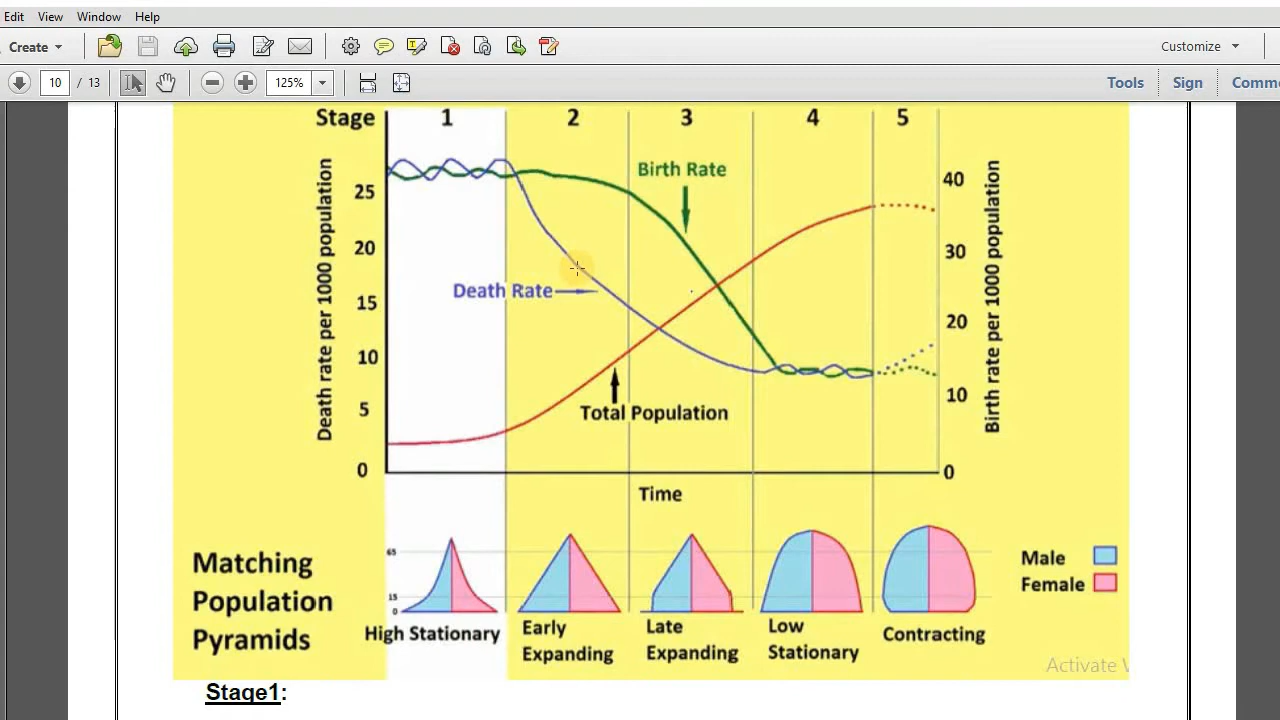 Edit View Window Help
Create
Customize
10 / 13
125%
Tools Sign Comme
Stage 1 2 3 4 5
Death rate per 1000 population
25
20
15
10
5
0
Birth Rate
Death Rate
Total Population
40
30
20
10
0
Birth rate per 1000 population
Time
Matching
Population
Pyramids
65
15
0
High Stationary
Early
Expanding
Late
Expanding
Low
Stationary
Contracting
Male
Female
Activate
Stage1: